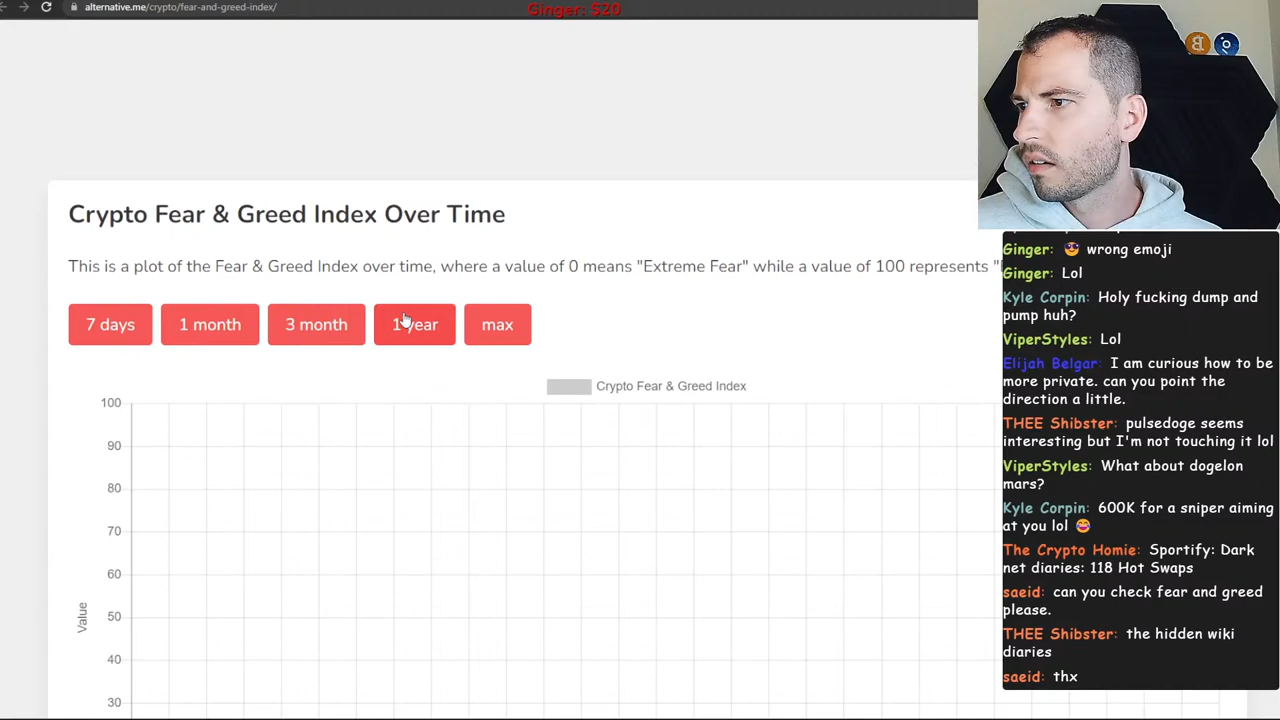 alternative.me/crypto/fear-and-greed-index/
Ginger: $20
Crypto Fear & Greed Index Over Time
This is a plot of the Fear & Greed Index over time, where a value of 0 means "Extreme Fear" while a value of 100 represents "
7 days
1 month
3 month
1 year
max
Crypto Fear & Greed Index
100
90
80
70
60
50
40
30
Value
Ginger: 😎 wrong emoji
Ginger: Lol
Kyle Corpin: Holy fucking dump and
pump huh?
ViperStyles: Lol
Elijah Belgar: I am curious how to be
more private. can you point the
direction a little.
THEE Shibster: pulsedoge seems
interesting but I'm not touching it lol
ViperStyles: What about dogelon
mars?
Kyle Corpin: 600K for a sniper aiming
at you lol 😂
The Crypto Homie: Sportify: Dark
net diaries: 118 Hot Swaps
saeid: can you check fear and greed
please.
THEE Shibster: the hidden wiki
diaries
saeid: thx